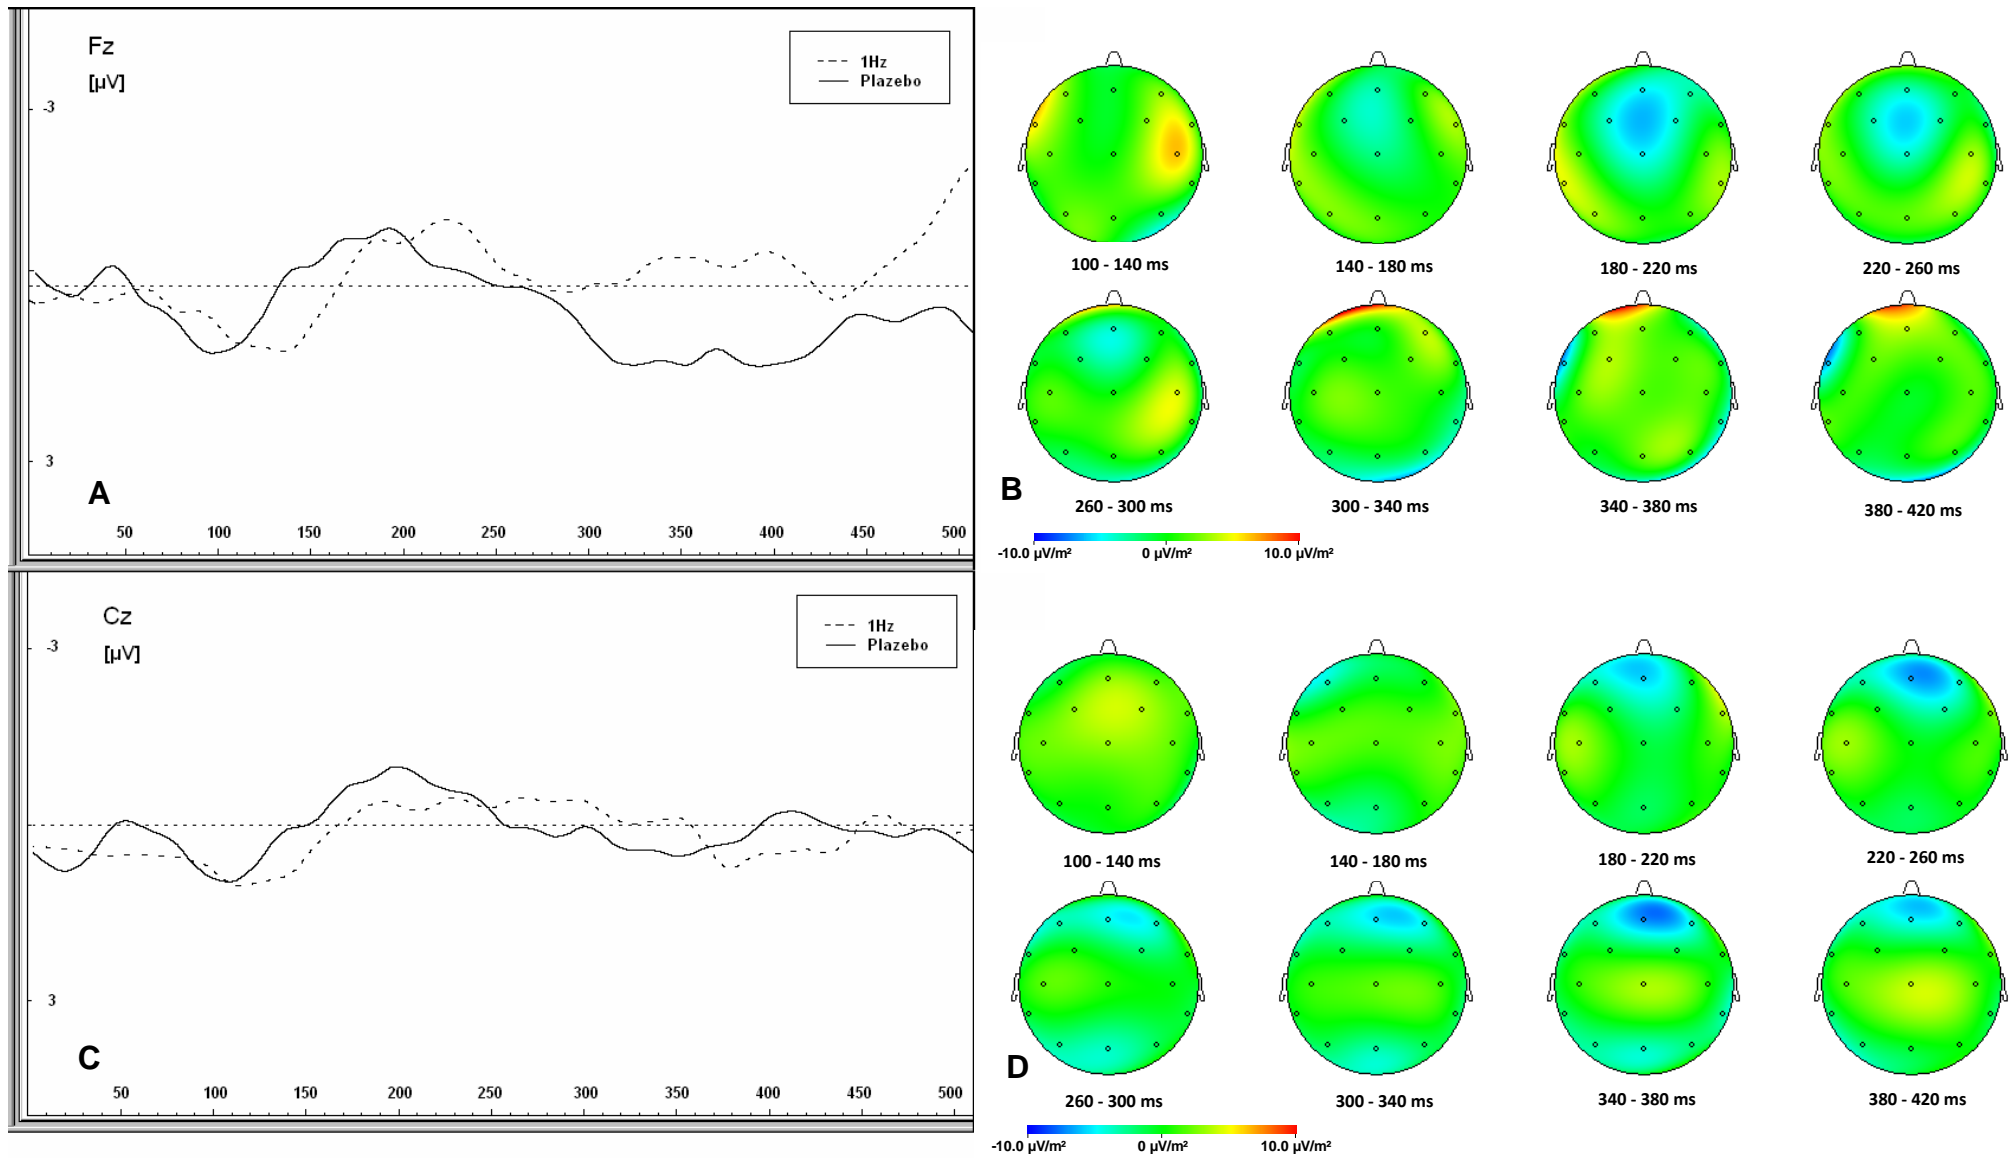 Fz
[µV]
1Hz
Plazebo
-3
3
A
50 100 150 200 250 300 350 400 450 500
100 - 140 ms 140 - 180 ms 180 - 220 ms 220 - 260 ms
260 - 300 ms 300 - 340 ms 340 - 380 ms 380 - 420 ms
B
-10.0 µV/m² 0 µV/m² 10.0 µV/m²
Cz
[µV]
1Hz
Plazebo
-3
3
C
50 100 150 200 250 300 350 400 450 500
100 - 140 ms 140 - 180 ms 180 - 220 ms 220 - 260 ms
D
260 - 300 ms 300 - 340 ms 340 - 380 ms 380 - 420 ms
-10.0 µV/m² 0 µV/m² 10.0 µV/m²